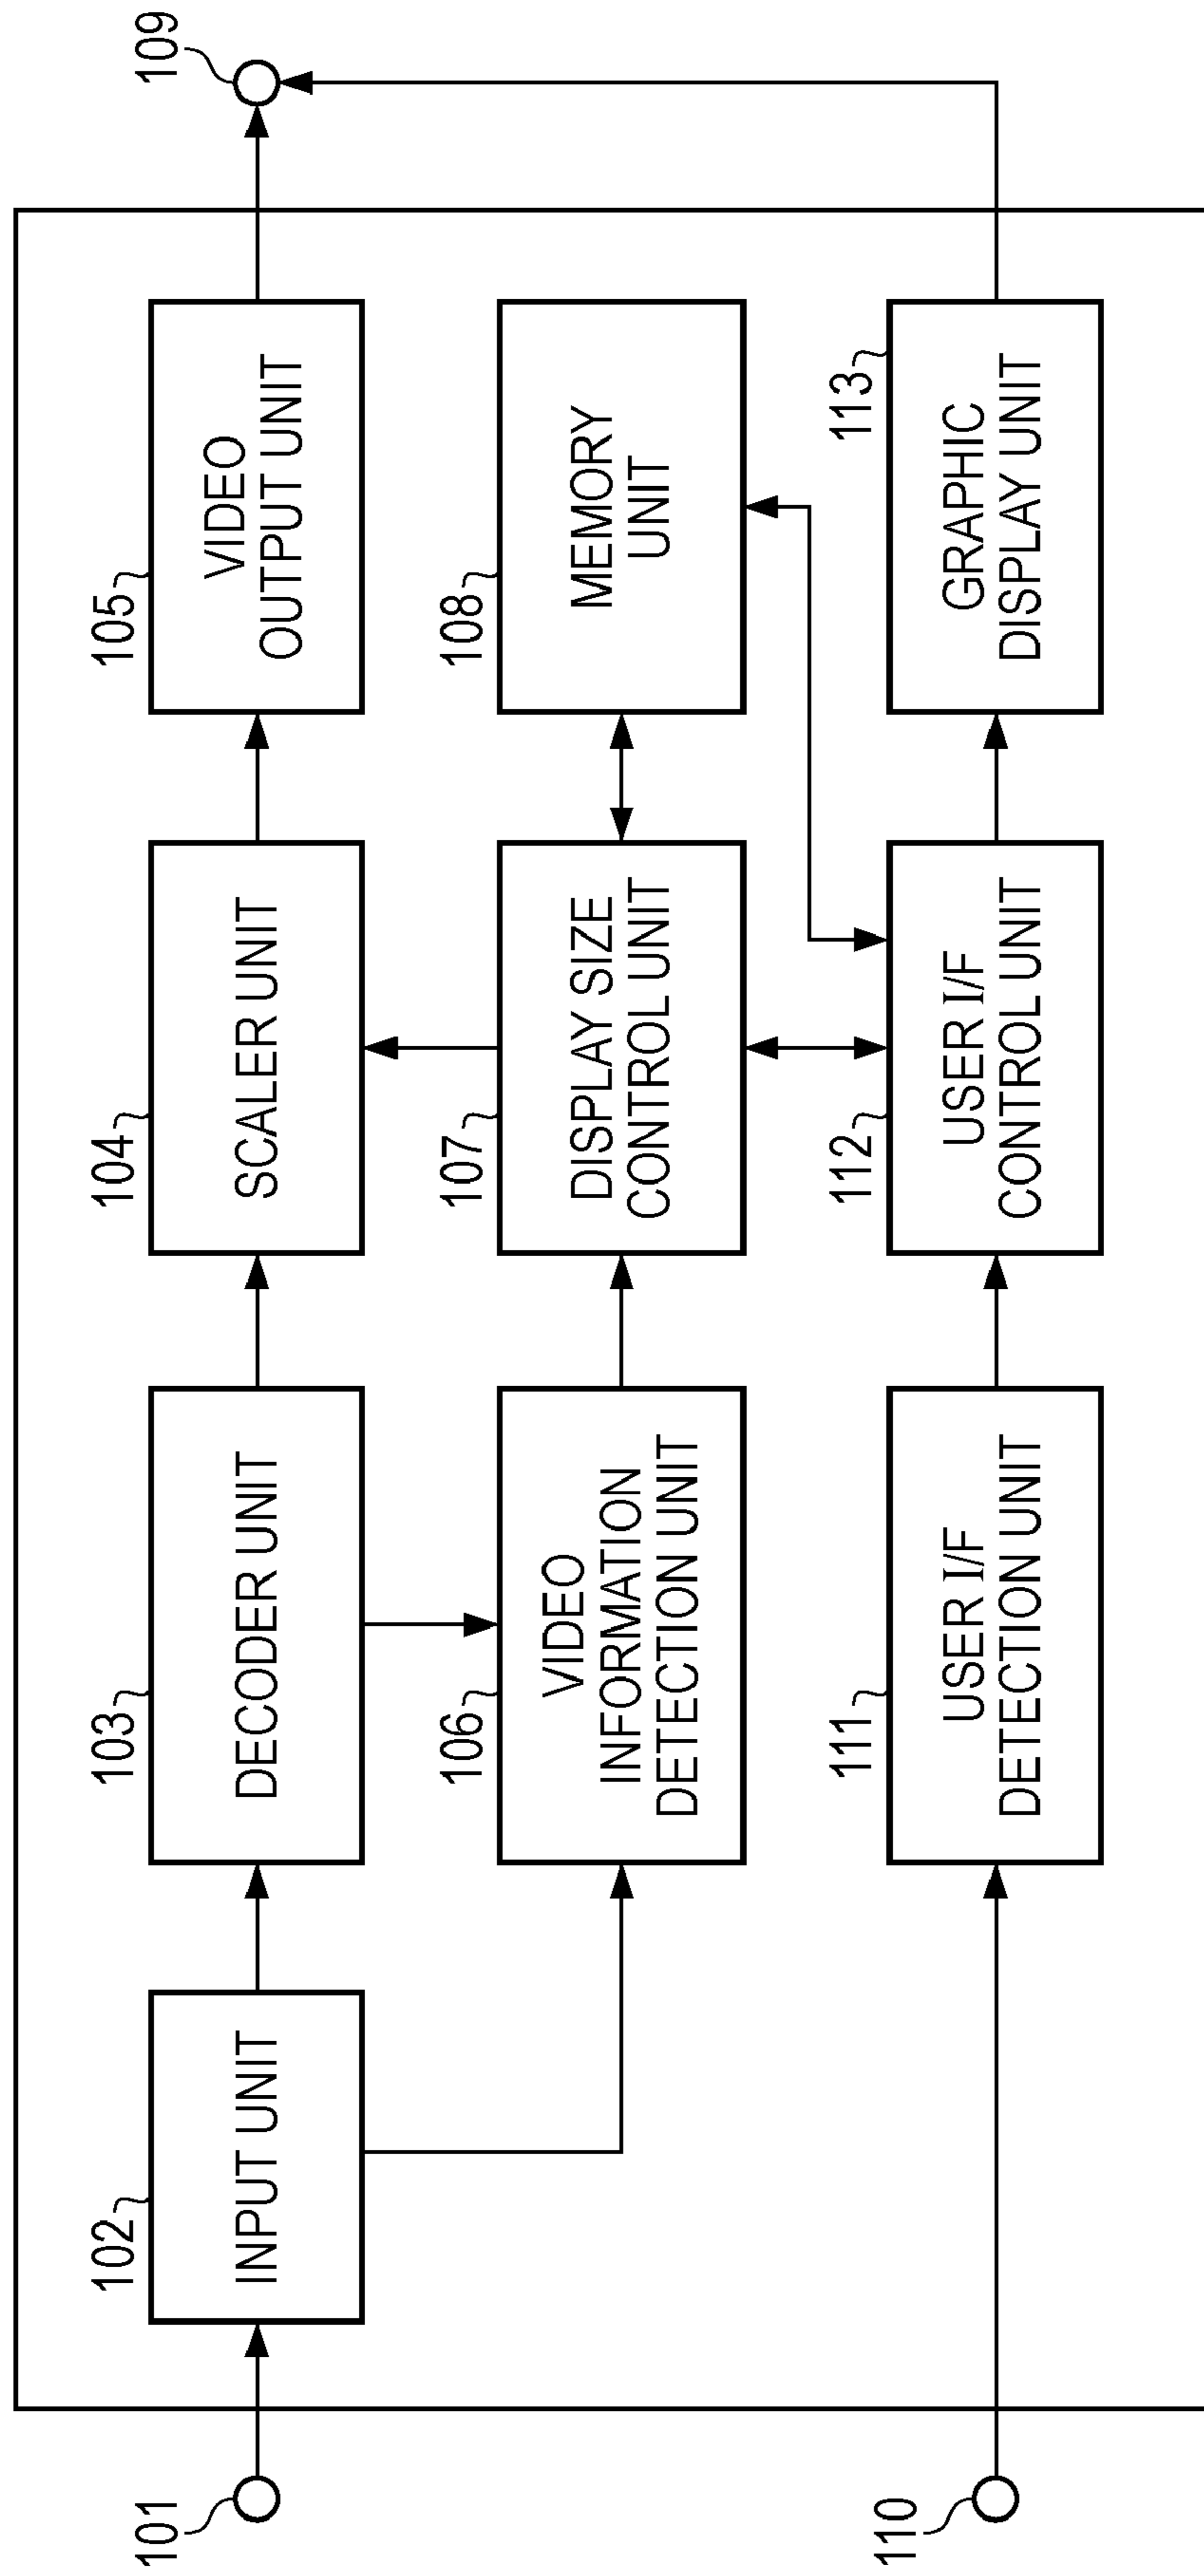 101
102
INPUT UNIT
103
DECODER UNIT
104
SCALER UNIT
105
VIDEO
OUTPUT UNIT
109
106
VIDEO
INFORMATION
DETECTION UNIT
107
DISPLAY SIZE
CONTROL UNIT
108
MEMORY
UNIT
110
111
USER I/F
DETECTION UNIT
112
USER I/F
CONTROL UNIT
113
GRAPHIC
DISPLAY UNIT